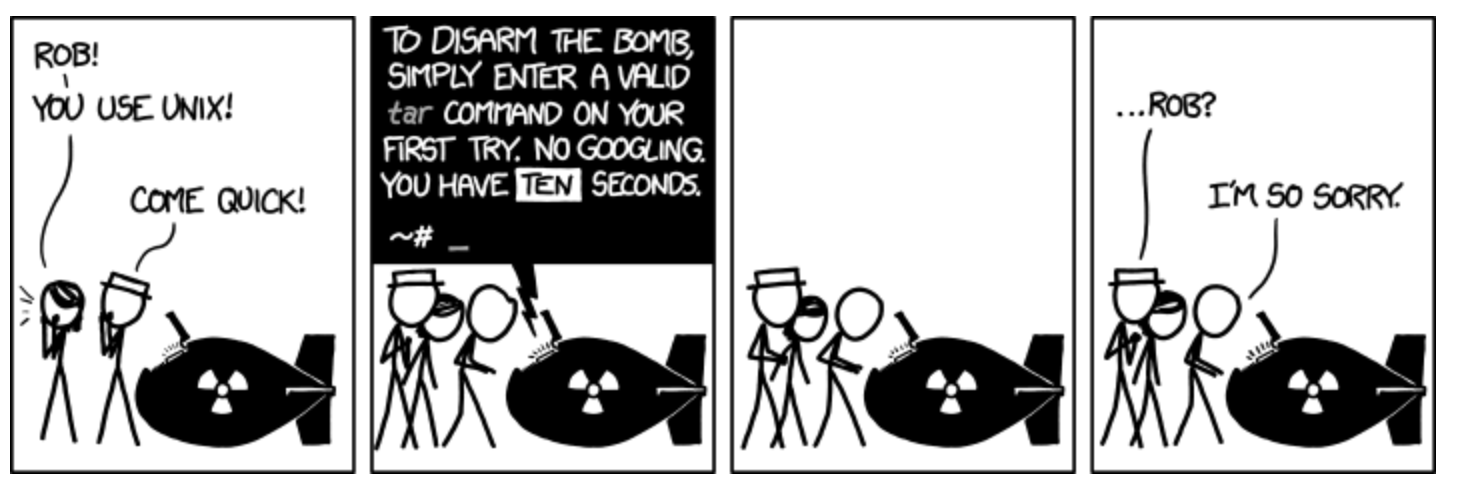 ROB!
YOU USE UNIX!
COME QUICK!
TO DISARM THE BOMB,
SIMPLY ENTER A VALID
tar COMMAND ON YOUR
FIRST TRY. NO GOOGLING.
YOU HAVE TEN SECONDS.
~# _
...ROB?
I'M SO SORRY.